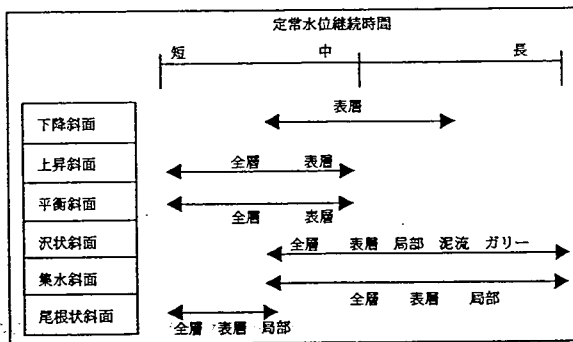 定常水位継続時間
短 中 長
下降斜面 表層
上昇斜面 全層 表層
平衡斜面 全層 表層
沢状斜面 全層 表層 局部 泥流 ガリー
集水斜面 全層 表層 局部
尾根状斜面 全層 表層 局部